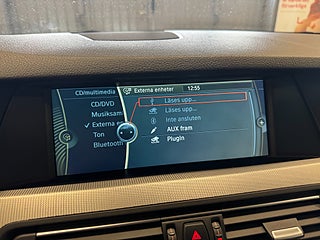 CD/multimedia
Externa enheter 12:55
CD/DVD
Musiksam
Externa
Ton
Bluetooth
Läses upp...
Läses upp...
Inte ansluten
AUX fram
PlugIn